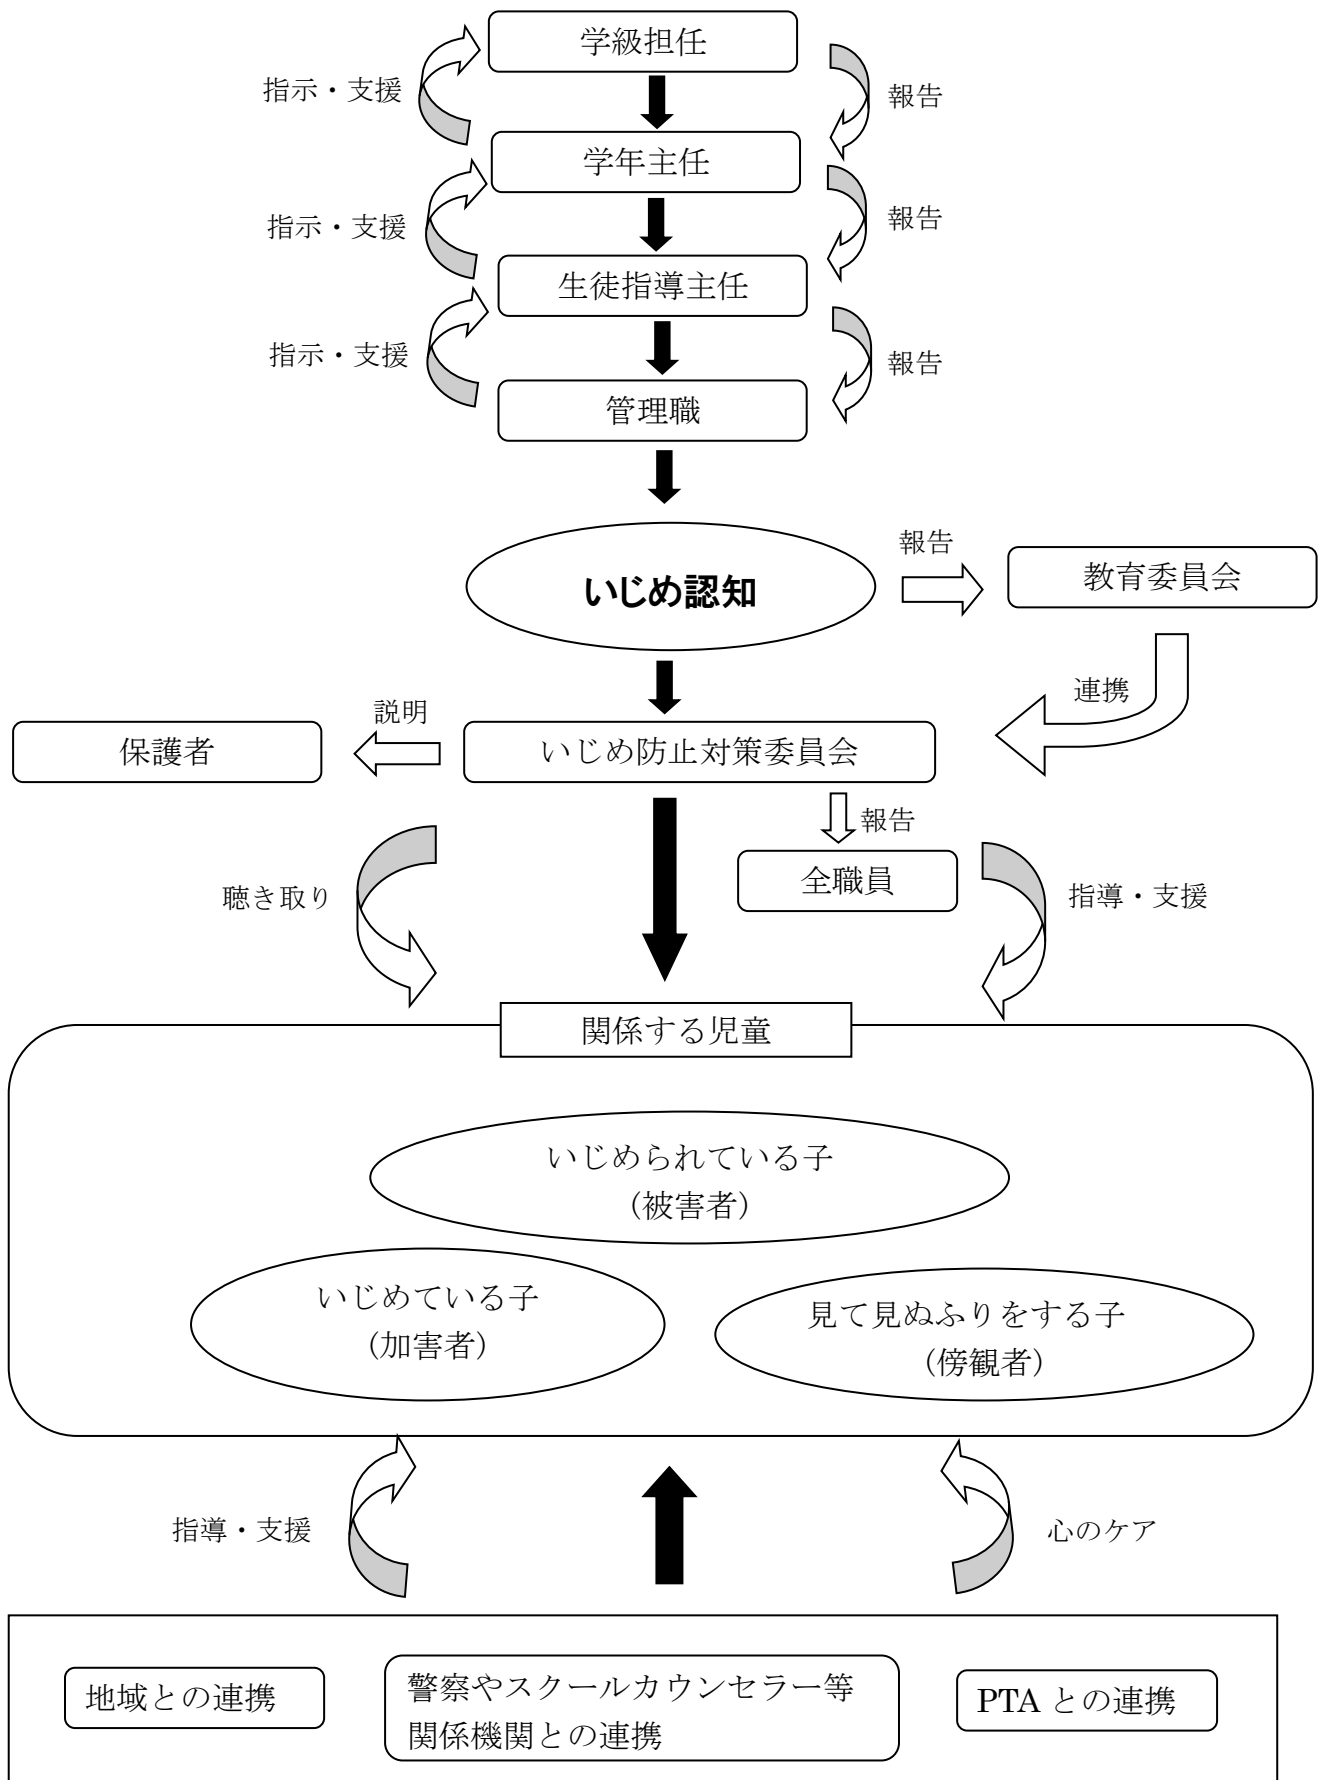 学級担任
指示・支援
報告
学年主任
指示・支援
報告
生徒指導主任
指示・支援
報告
管理職
報告
いじめ認知
教育委員会
連携
説明
保護者
いじめ防止対策委員会
報告
全職員
聴き取り
指導・支援
関係する児童
いじめられている子
（被害者）
いじめている子
（加害者）
見て見ぬふりをする子
（傍観者）
指導・支援
心のケア
地域との連携
警察やスクールカウンセラー等
関係機関との連携
PTA との連携